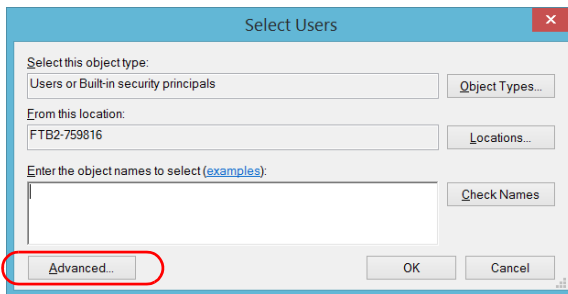 Select Users
Select this object type:
Users or Built-in security principals
Object Types...
From this location:
FTB2-759816
Locations...
Enter the object names to select (examples):
Check Names
Advanced...
OK
Cancel